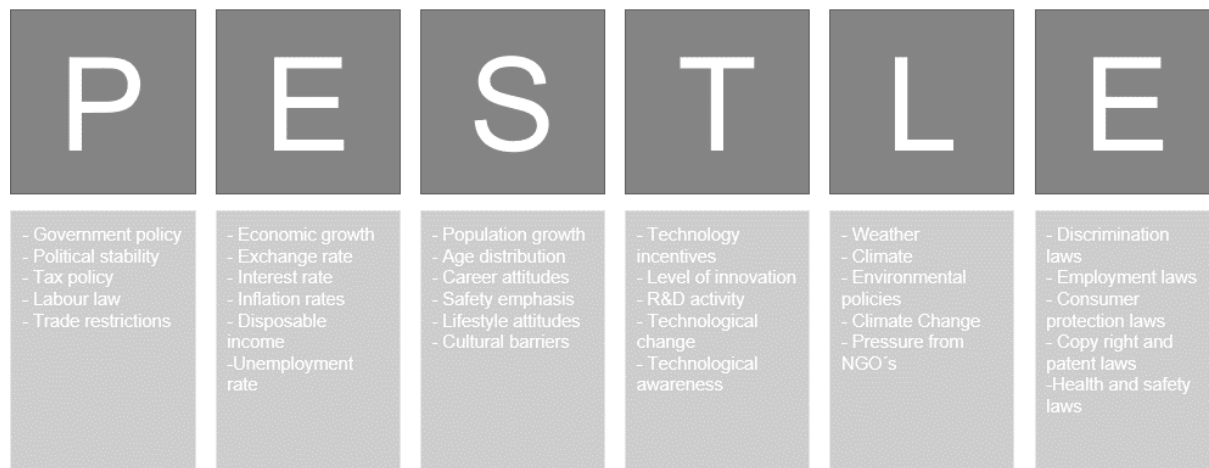 P
E
S
T
L
E
- Government policy
- Political stability
- Tax policy
- Labour law
- Trade restrictions
- Economic growth
- Exchange rate
- Interest rate
- Inflation rates
- Disposable
income
-Unemployment
rate
- Population growth
- Age distribution
- Career attitudes
- Safety emphasis
- Lifestyle attitudes
- Cultural barriers
- Technology
incentives
- Level of innovation
- R&D activity
- Technological
change
- Technological
awareness
- Weather
- Climate
- Environmental
policies
- Climate Change
- Pressure from
NGO´s
- Discrimination
laws
- Employment laws
- Consumer
protection laws
- Copy right and
patent laws
-Health and safety
laws